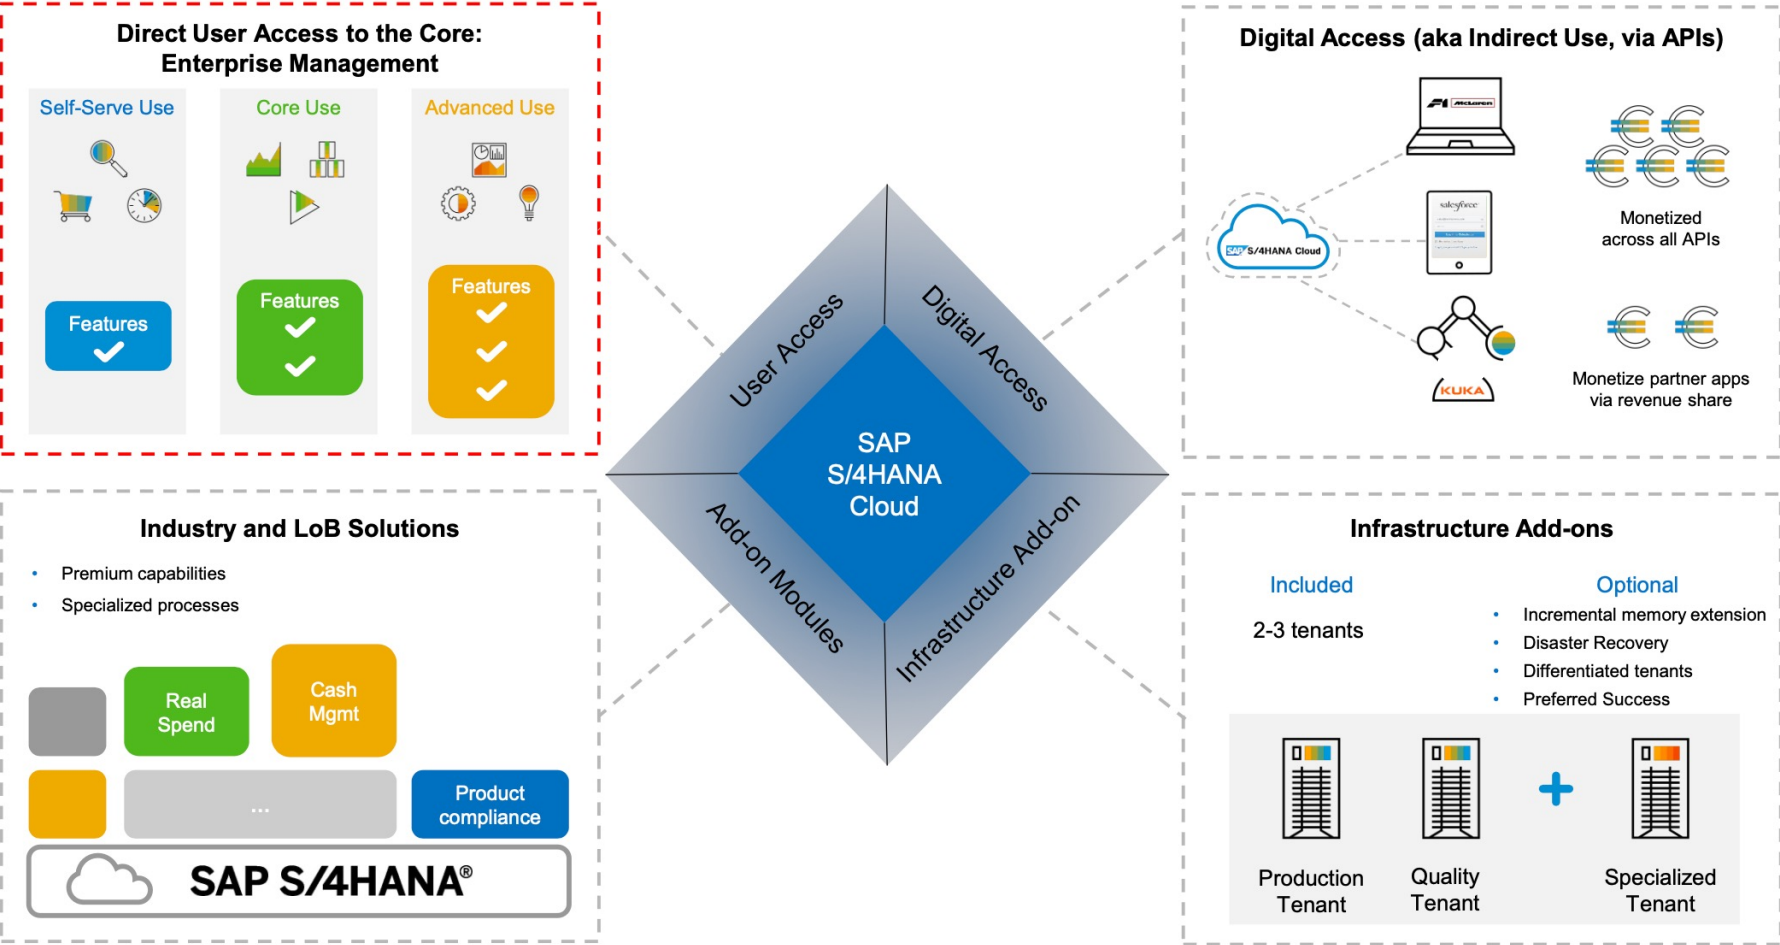 Direct User Access to the Core:
Enterprise Management
Self-Serve Use
Core Use
Advanced Use
Features
Features
Features
Digital Access (aka Indirect Use, via APIs)
McLaren
salesforce
SAP S/4HANA Cloud
Monetized
across all APIs
KUKA
Monetize partner apps
via revenue share
User Access
Digital Access
SAP
S/4HANA
Cloud
Add-on Modules
Infrastructure Add-on
Industry and LoB Solutions
• Premium capabilities
• Specialized processes
Real
Spend
Cash
Mgmt
...
Product
compliance
SAP S/4HANA®
Infrastructure Add-ons
Included
2-3 tenants
Optional
• Incremental memory extension
• Disaster Recovery
• Differentiated tenants
• Preferred Success
Production
Tenant
Quality
Tenant
Specialized
Tenant